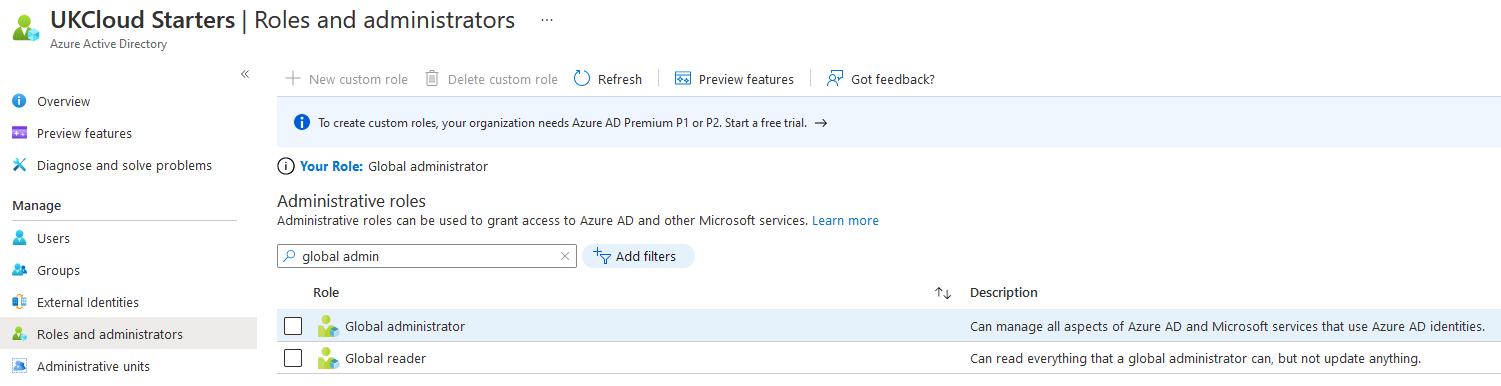 UKCloud Starters | Roles and administrators ...
Azure Active Directory
«
Overview
Preview features
Diagnose and solve problems
Manage
Users
Groups
External Identities
Roles and administrators
Administrative units
New custom role Delete custom role Refresh Preview features Got feedback?
To create custom roles, your organization needs Azure AD Premium P1 or P2. Start a free trial. →
Your Role: Global administrator
Administrative roles
Administrative roles can be used to grant access to Azure AD and other Microsoft services. Learn more
global admin Add filters
Role Description
Global administrator Can manage all aspects of Azure AD and Microsoft services that use Azure AD identities.
Global reader Can read everything that a global administrator can, but not update anything.